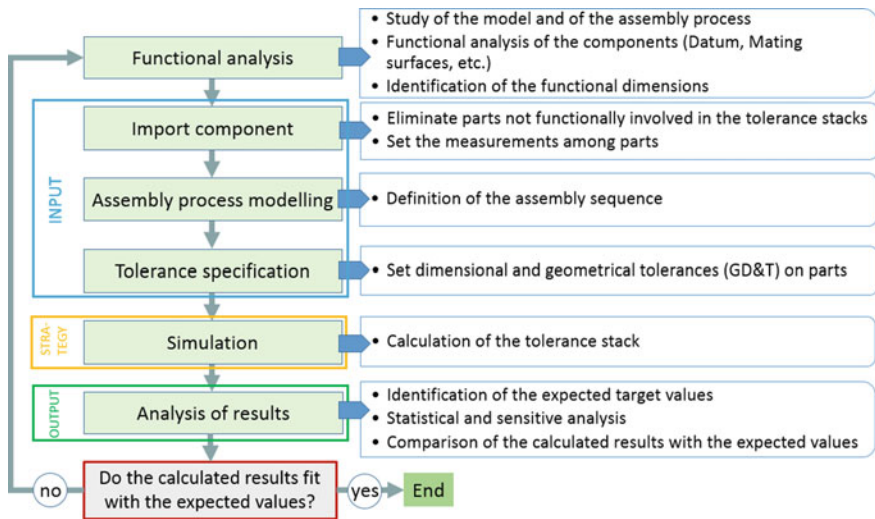 Functional analysis
• Study of the model and of the assembly process
• Functional analysis of the components (Datum, Mating
surfaces, etc.)
• Identification of the functional dimensions
INPUT
Import component
• Eliminate parts not functionally involved in the tolerance stacks
• Set the measurements among parts
Assembly process modelling
• Definition of the assembly sequence
Tolerance specification
• Set dimensional and geometrical tolerances (GD&T) on parts
STRA-
TEGY
Simulation
• Calculation of the tolerance stack
OUTPUT
Analysis of results
• Identification of the expected target values
• Statistical and sensitive analysis
• Comparison of the calculated results with the expected values
no
Do the calculated results fit
with the expected values?
yes
End